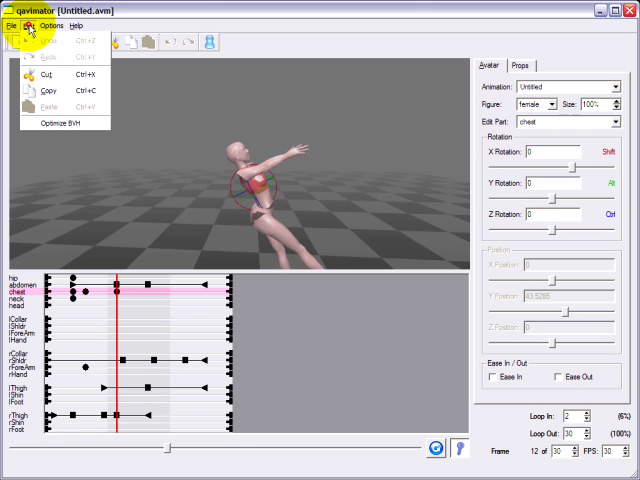 qavimator [Untitled.avm]
File Options Help
Undo Ctrl+Z
Redo Ctrl+Y
Cut Ctrl+X
Copy Ctrl+C
Paste Ctrl+V
Optimize BVH
Avatar Props
Animation: Untitled
Figure: female Size: 100%
Edit Part: chest
Rotation
X Rotation: 0 Shift
Y Rotation: 0 Alt
Z Rotation: 0 Ctrl
Position
X Position: 0
Y Position: 43.5285
Z Position: 0
Ease In / Out
Ease In Ease Out
Loop In: 2 (6%)
Loop Out: 30 (100%)
Frame 12 of 30 FPS: 30
hip
abdomen
chest
neck
head
lCollar
lShldr
lForeArm
lHand
rCollar
rShldr
rForeArm
rHand
lThigh
lShin
lFoot
rThigh
rShin
rFoot